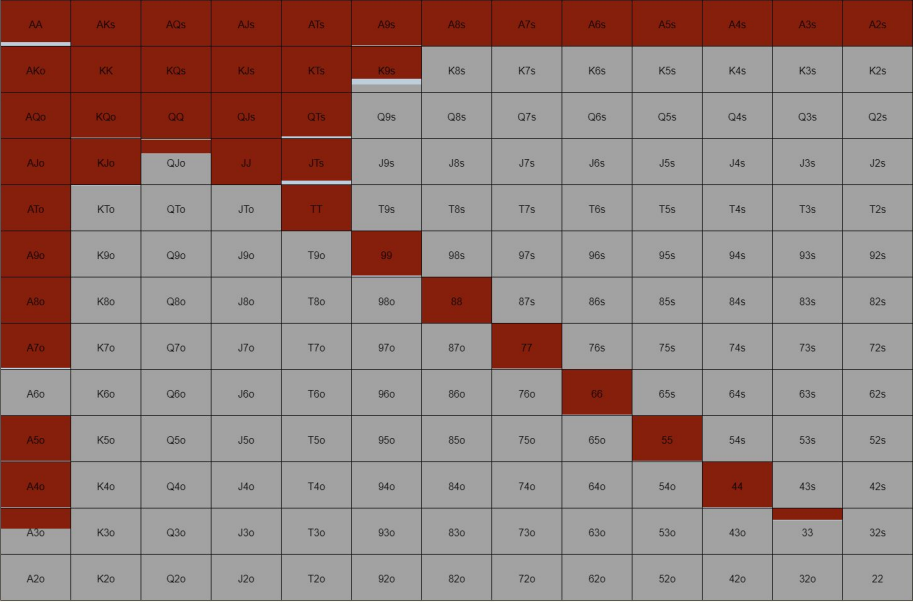 AA AKs AQs AJs ATs A9s A8s A7s A6s A5s A4s A3s A2s
AKo KK KQs KJs KTs K9s K8s K7s K6s K5s K4s K3s K2s
AQo KQo QQ QJs QTs Q9s Q8s Q7s Q6s Q5s Q4s Q3s Q2s
AJo KJo QJo JJ JTs J9s J8s J7s J6s J5s J4s J3s J2s
ATo KTo QTo JTo TT T9s T8s T7s T6s T5s T4s T3s T2s
A9o K9o Q9o J9o T9o 99 98s 97s 96s 95s 94s 93s 92s
A8o K8o Q8o J8o T8o 98o 88 87s 86s 85s 84s 83s 82s
A7o K7o Q7o J7o T7o 97o 87o 77 76s 75s 74s 73s 72s
A6o K6o Q6o J6o T6o 96o 86o 76o 66 65s 64s 63s 62s
A5o K5o Q5o J5o T5o 95o 85o 75o 65o 55 54s 53s 52s
A4o K4o Q4o J4o T4o 94o 84o 74o 64o 54o 44 43s 42s
A3o K3o Q3o J3o T3o 93o 83o 73o 63o 53o 43o 33 32s
A2o K2o Q2o J2o T2o 92o 82o 72o 62o 52o 42o 32o 22